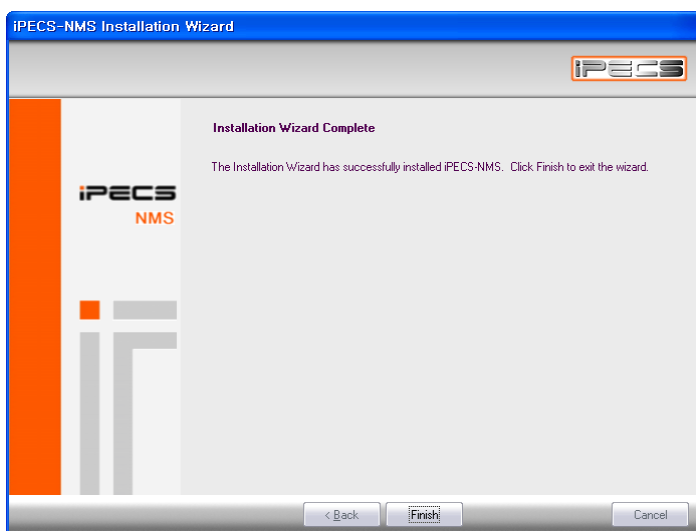 iPECS-NMS Installation Wizard
iPECS
Installation Wizard Complete
The Installation Wizard has successfully installed iPECS-NMS. Click Finish to exit the wizard.
iPECS
NMS
< Back
Finish
Cancel